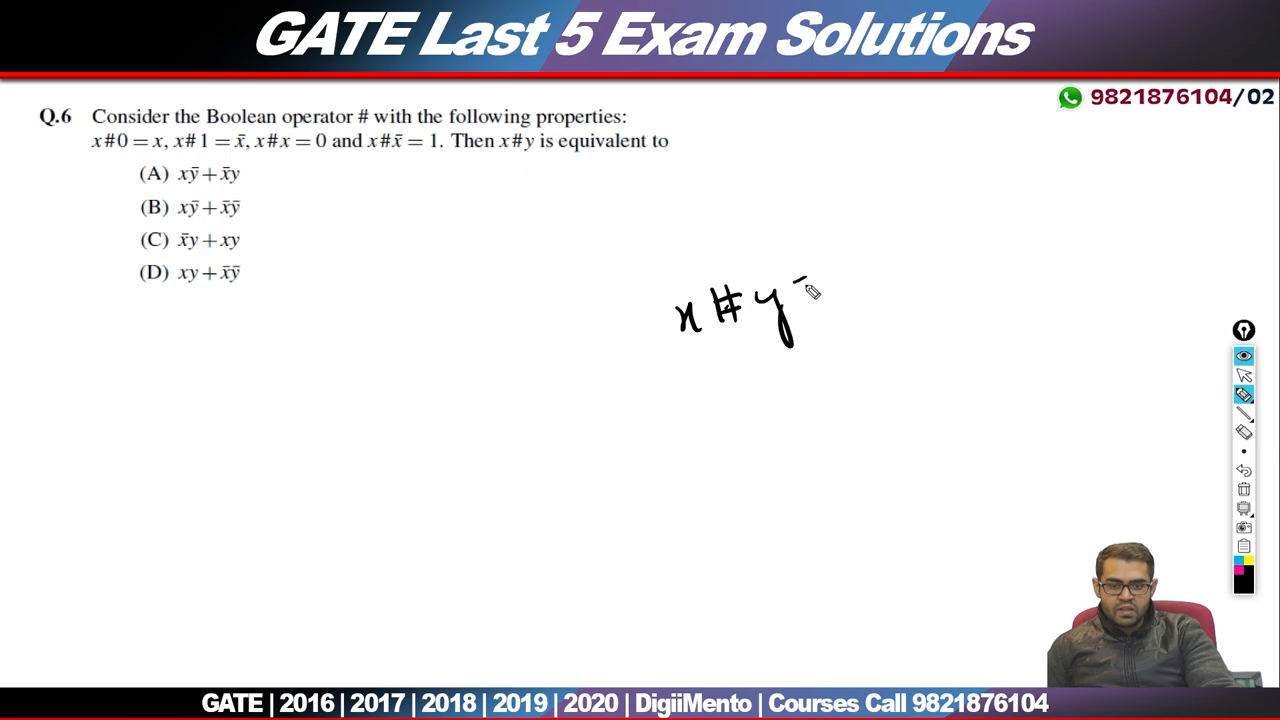 GATE Last 5 Exam Solutions
9821876104/02
Q.6 Consider the Boolean operator # with the following properties:
x#0 = x, x#1 = x̄, x#x = 0 and x#x̄ = 1. Then x#y is equivalent to
(A) xȳ + x̄y
(B) xȳ + x̄ȳ
(C) x̄y + xy
(D) xy + x̄ȳ
x # y
GATE | 2016 | 2017 | 2018 | 2019 | 2020 | DigiiMento | Courses Call 9821876104